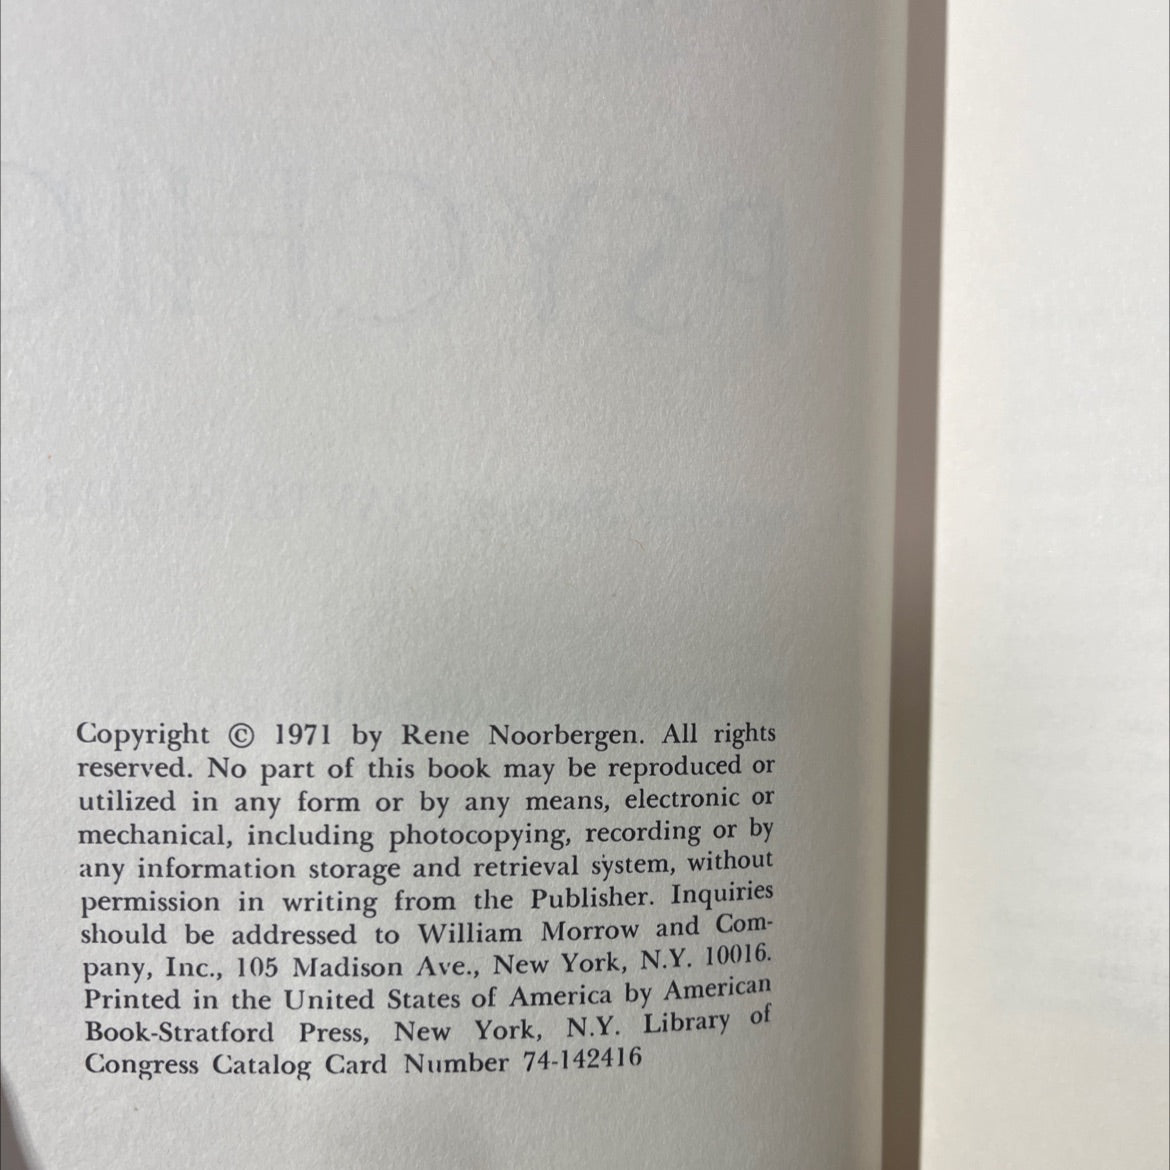 Copyright © 1971 by Rene Noorbergen. All rights
reserved. No part of this book may be reproduced or
utilized in any form or by any means, electronic or
mechanical, including photocopying, recording or by
any information storage and retrieval system, without
permission in writing from the Publisher. Inquiries
should be addressed to William Morrow and Com-
pany, Inc., 105 Madison Ave., New York, N.Y. 10016.
Printed in the United States of America by American
Book-Stratford Press, New York, N.Y. Library of
Congress Catalog Card Number 74-142416